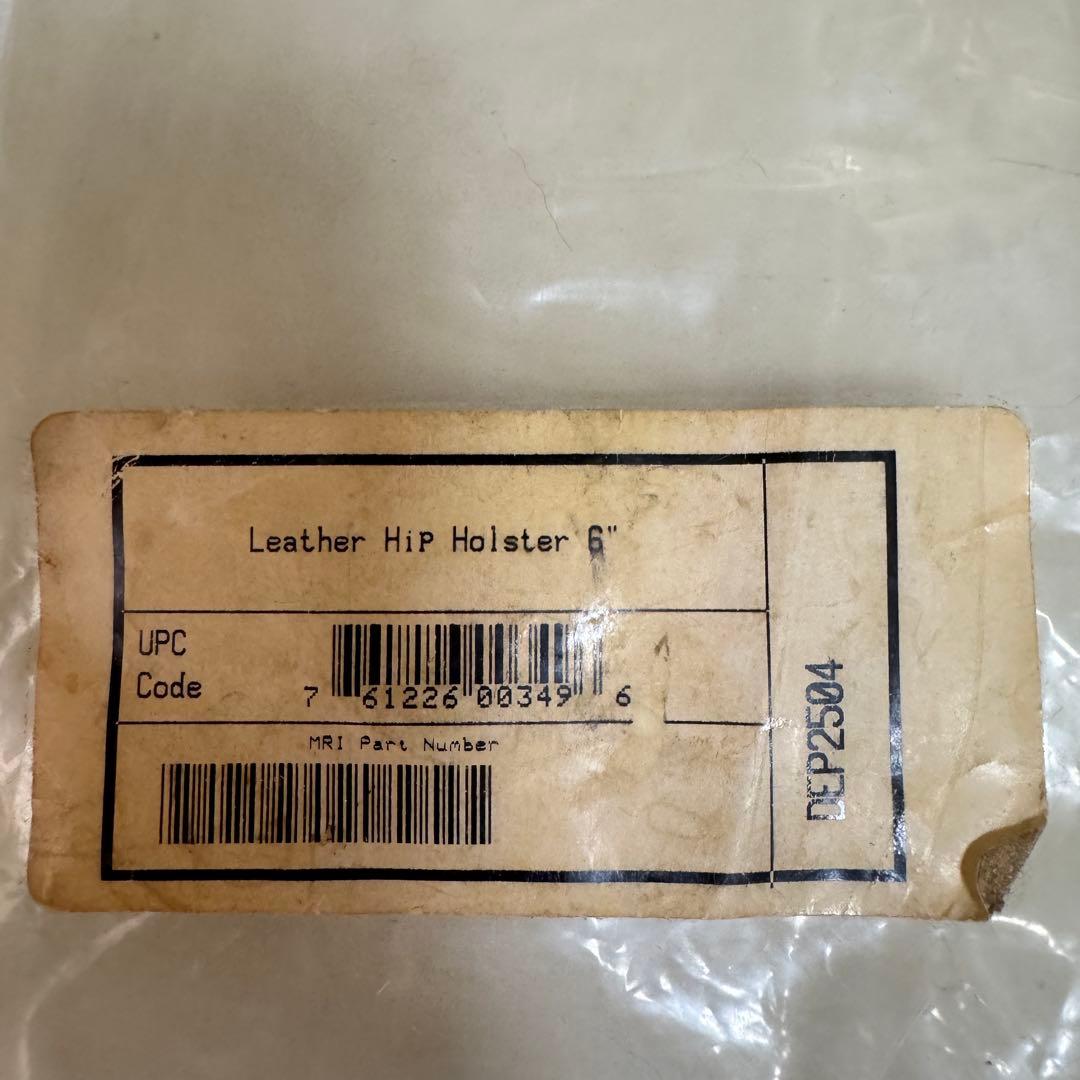 Leather Hip Holster 6"
UPC
Code
7 61226 00349 6
MRI Part Number
DEP2504